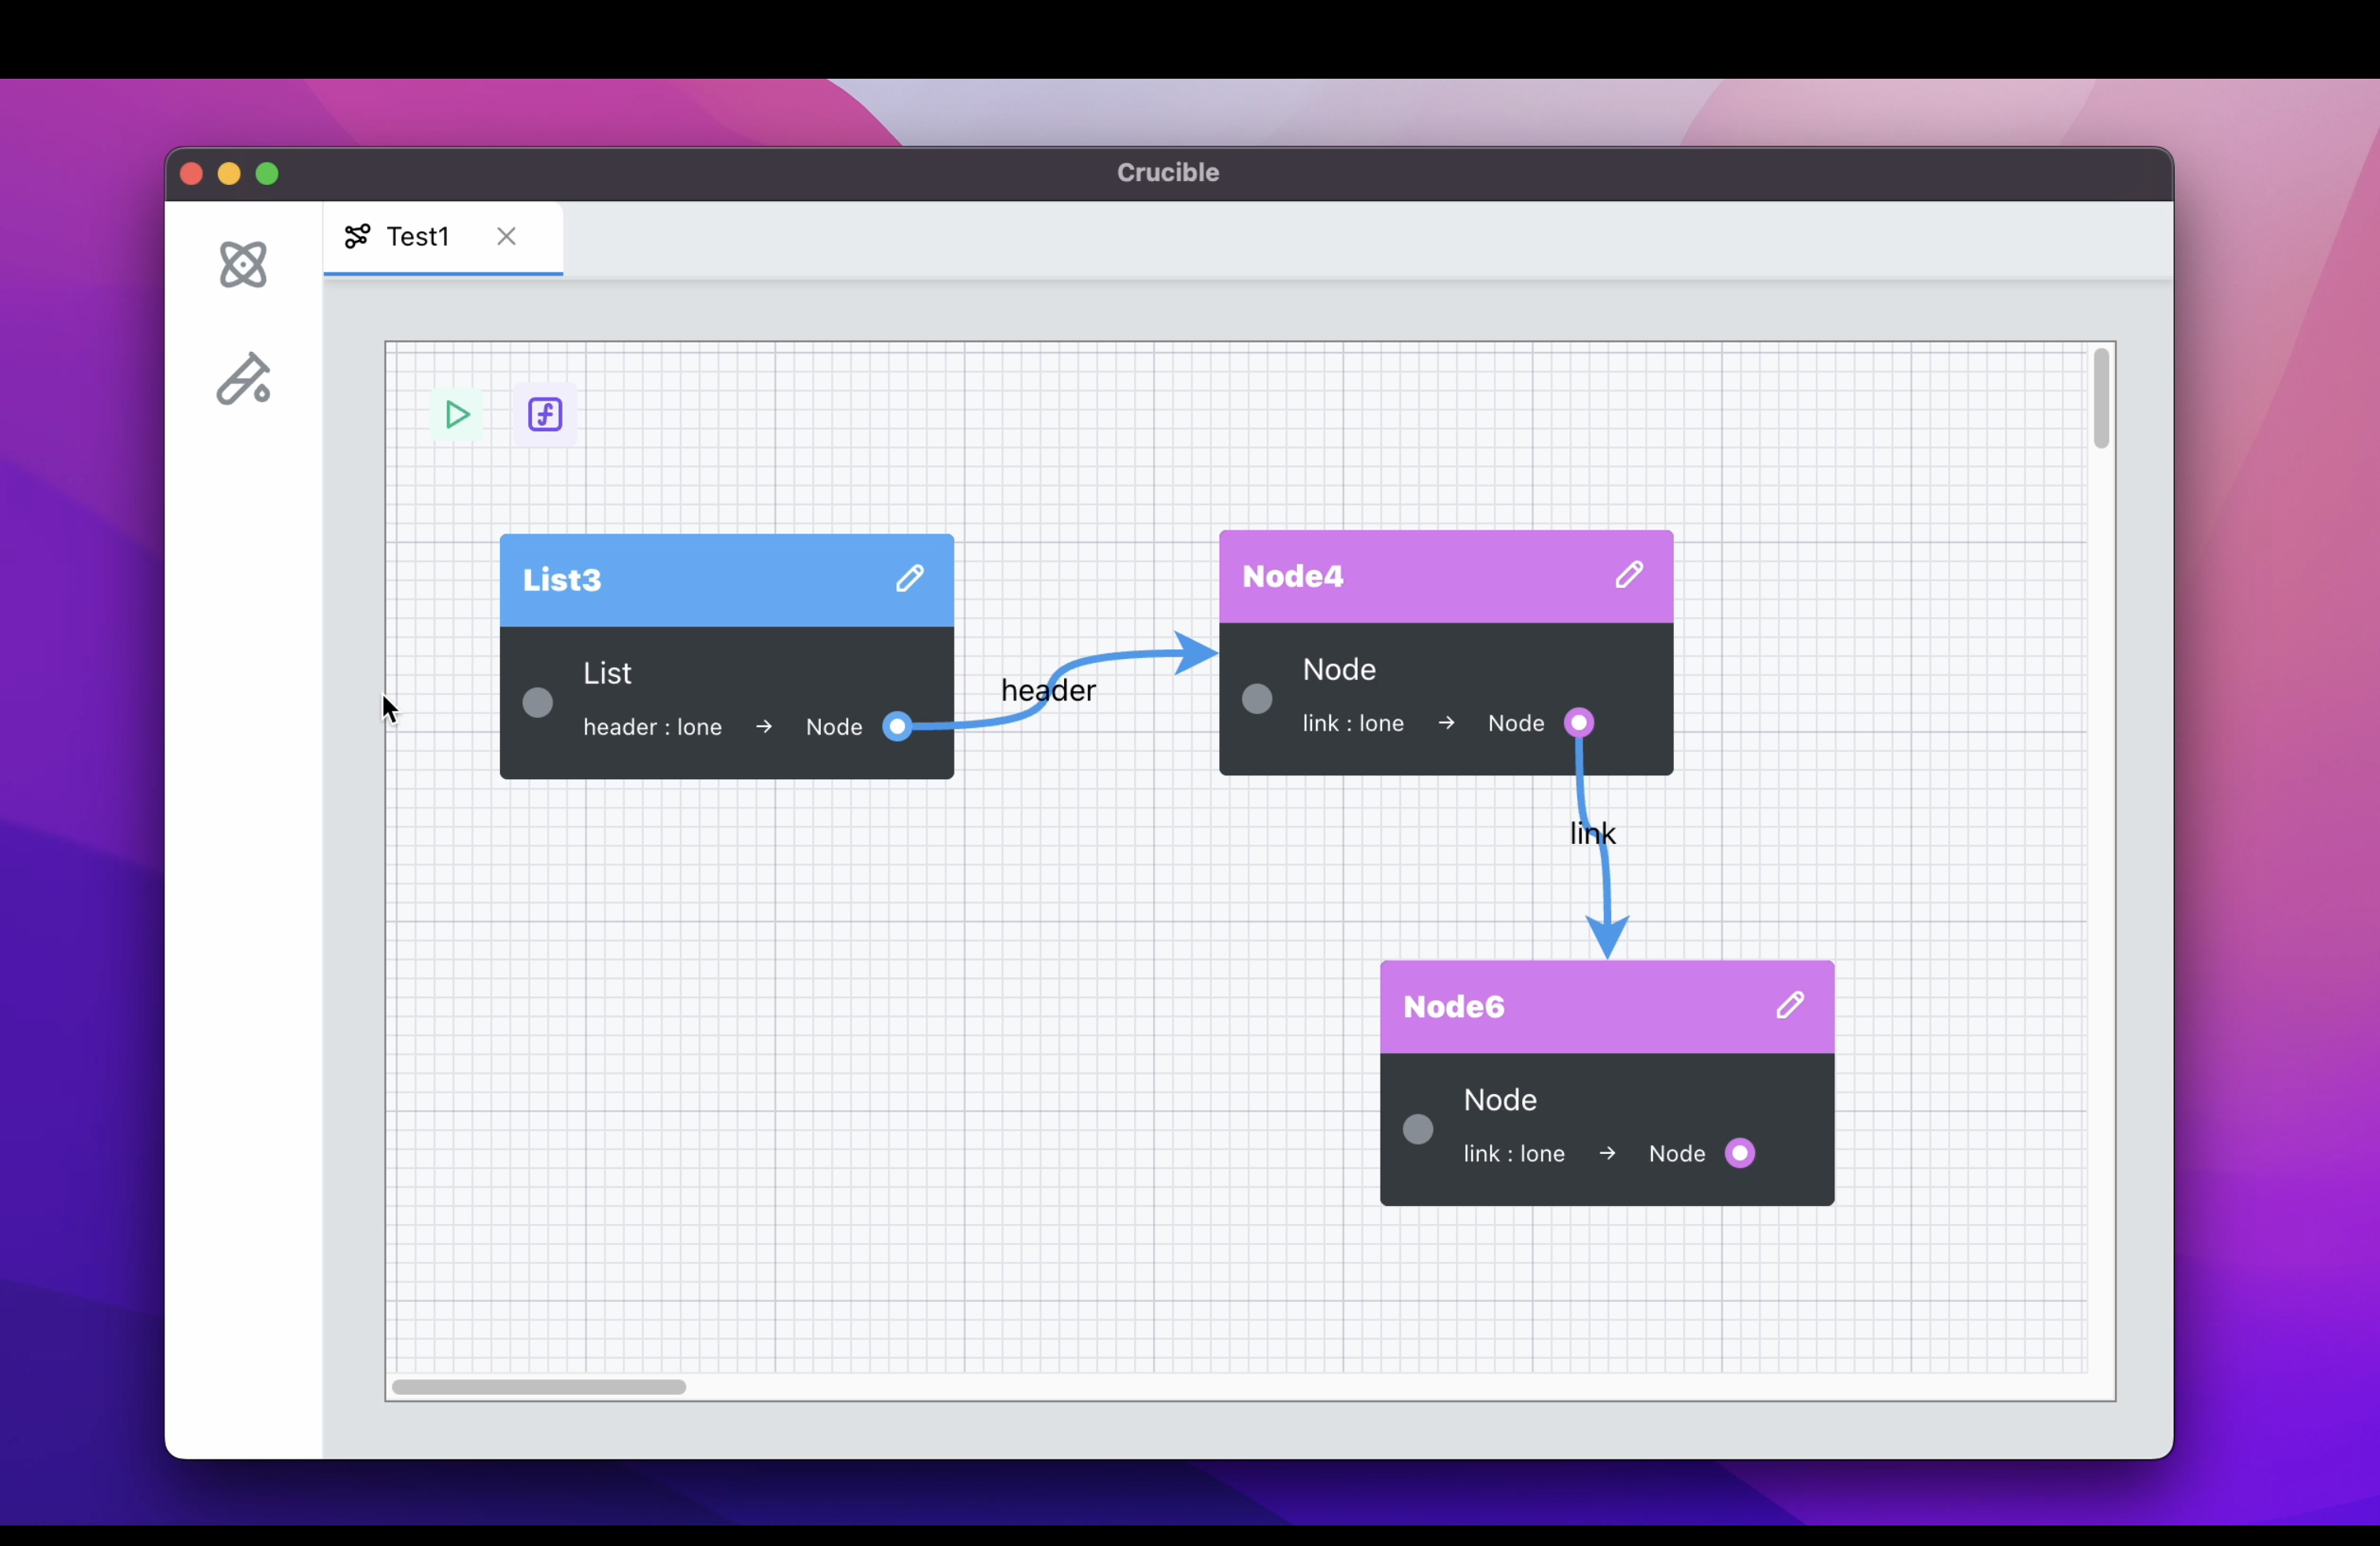 Crucible
Test1
List3
List
header : lone → Node
header
Node4
Node
link : lone → Node
link
Node6
Node
link : lone → Node